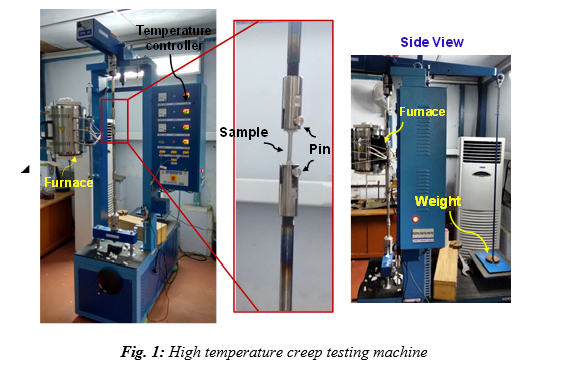 Temperature
controller
Furnace
Sample
Pin
Side View
Furnace
Weight
Fig. 1: High temperature creep testing machine